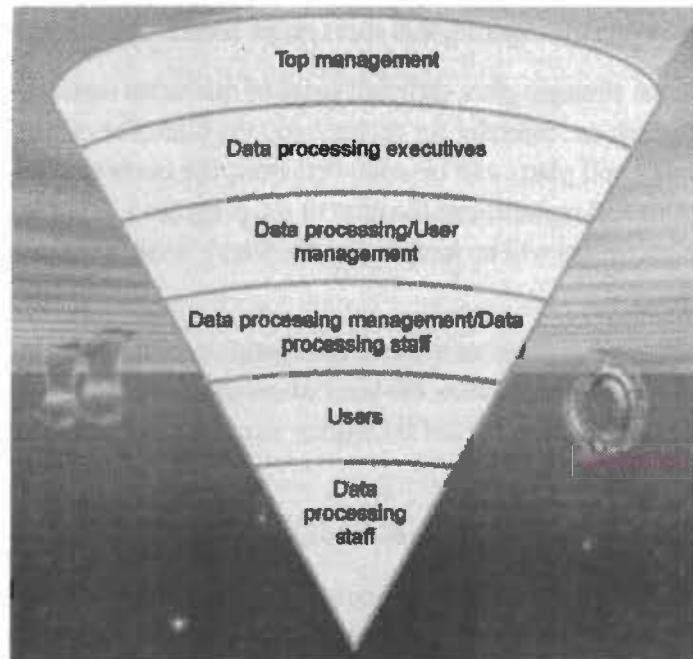 Top management
Data processing executives
Data processing/User
management
Data processing management/Data
processing staff
Users
Data
processing
staff